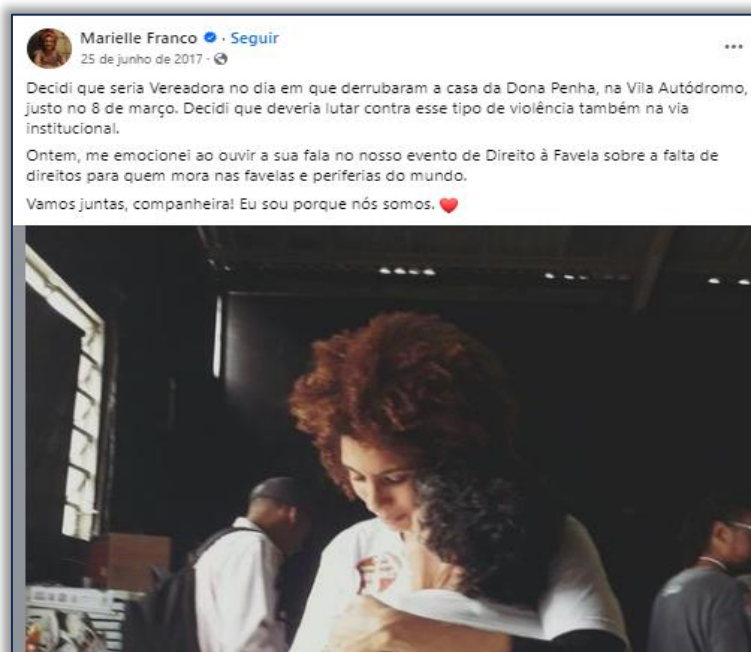 Marielle Franco · Seguir
25 de junho de 2017 ·
Decidi que seria Vereadora no dia em que derrubaram a casa da Dona Penha, na Vila Autódromo,
justo no 8 de março. Decidi que deveria lutar contra esse tipo de violência também na via
institucional.
Ontem, me emocionei ao ouvir a sua fala no nosso evento de Direito à Favela sobre a falta de
direitos para quem mora nas favelas e periferias do mundo.
Vamos juntas, companheira! Eu sou porque nós somos. ❤️